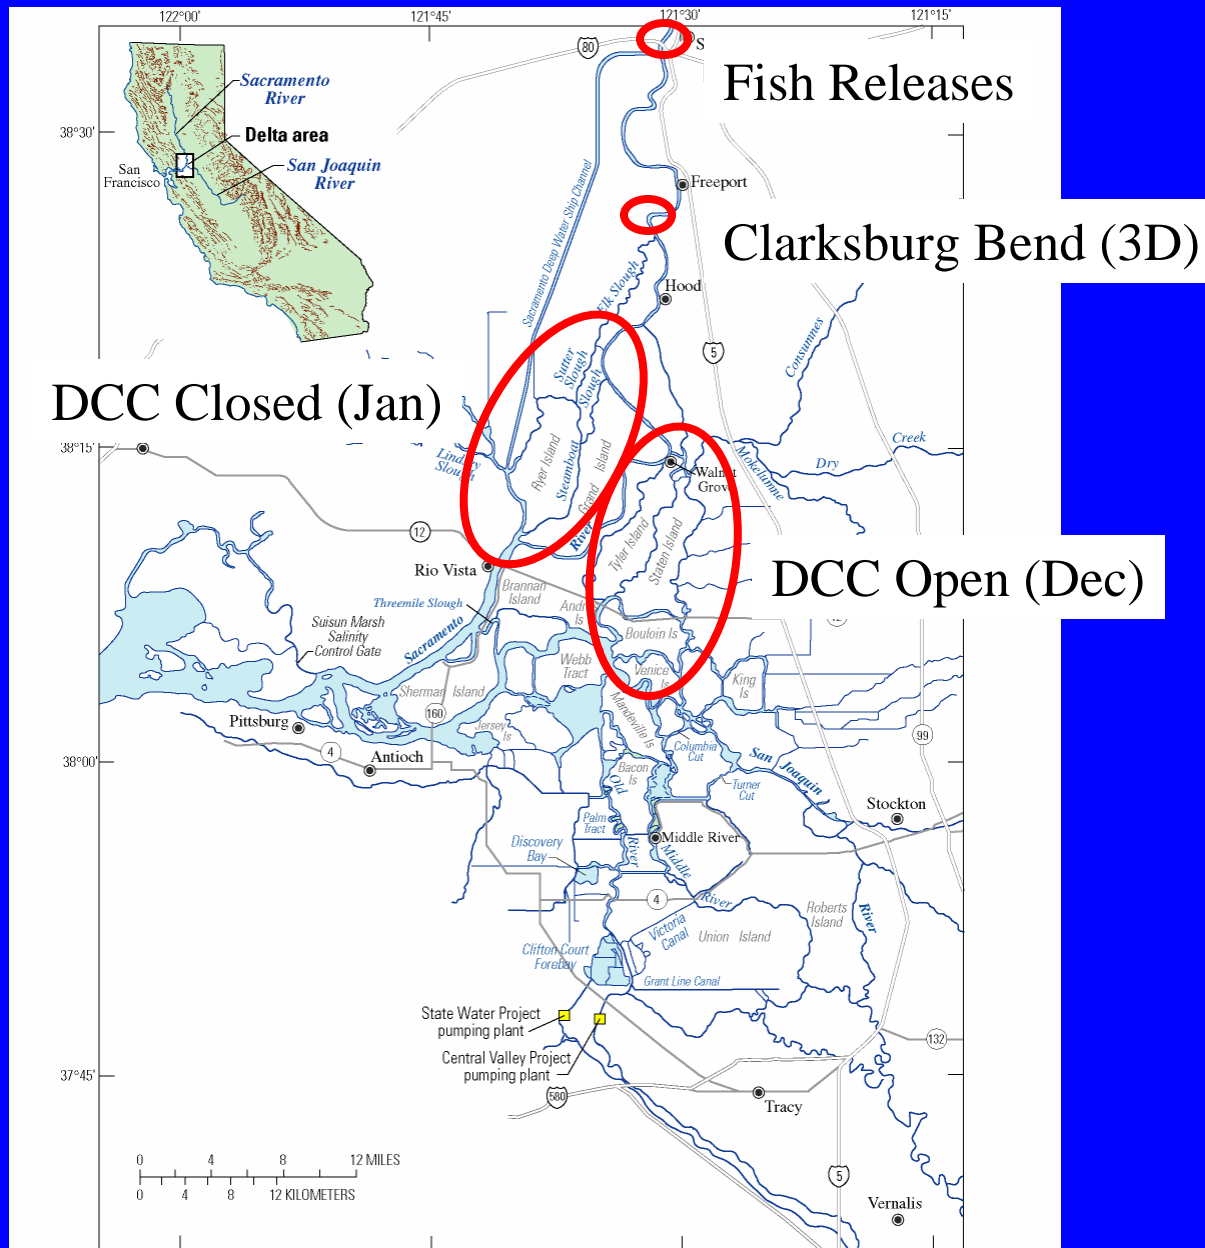 122°00'
121°45'
121°30'
121°15'
80
S
Fish Releases
Sacramento
River
Delta area
San
Francisco
San Joaquin
River
38°30'
Sacramento Deep Water Ship Channel
Freeport
Clarksburg Bend (3D)
Elk Slough
Hood
5
Consumnes
Sutter
Slough
Slough
DCC Closed (Jan)
38°15'
Creek
Dry
Mokelumne
Lindsey
Slough
Ryer Island
Steamboat
Grand Island
Walnut
Grove
12
River
Tyler Island
Staten Island
DCC Open (Dec)
Rio Vista
Brannan
Island
Threemile Slough
Is
Suisun Marsh
Salinity
Control Gate
Sacramento
Bouloin Is
Webb
Tract
Venice
Is
King
Is
Sherman Island
160
Mandeville Is
Pittsburg
Jersey
Is
99
4
Antioch
Columbia
Cut
San Joaquin
38°00'
Bacon
Is
Old
Turner
Cut
Stockton
Palm
Tract
Middle River
Discovery
Bay
River
Middle
4
River
Roberts
Island
River
Victoria
Canal
Union Island
Clifton Court
Forebay
Grant Line Canal
State Water Project
pumping plant
132
Central Valley Project
pumping plant
37°45'
580
Tracy
0 4 8 12 MILES
0 4 8 12 KILOMETERS
5
Vernalis